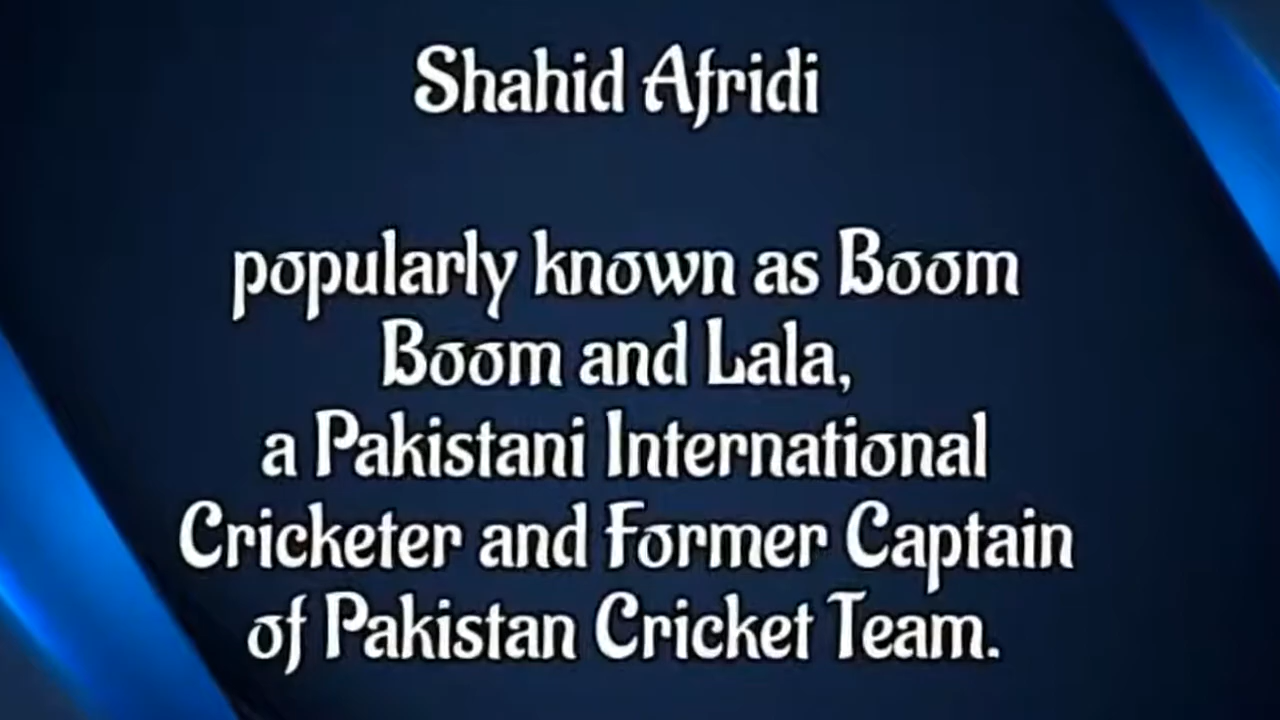 Shahid Afridi
popularly known as Boom
Boom and Lala,
a Pakistani International
Cricketer and Former Captain
of Pakistan Cricket Team.